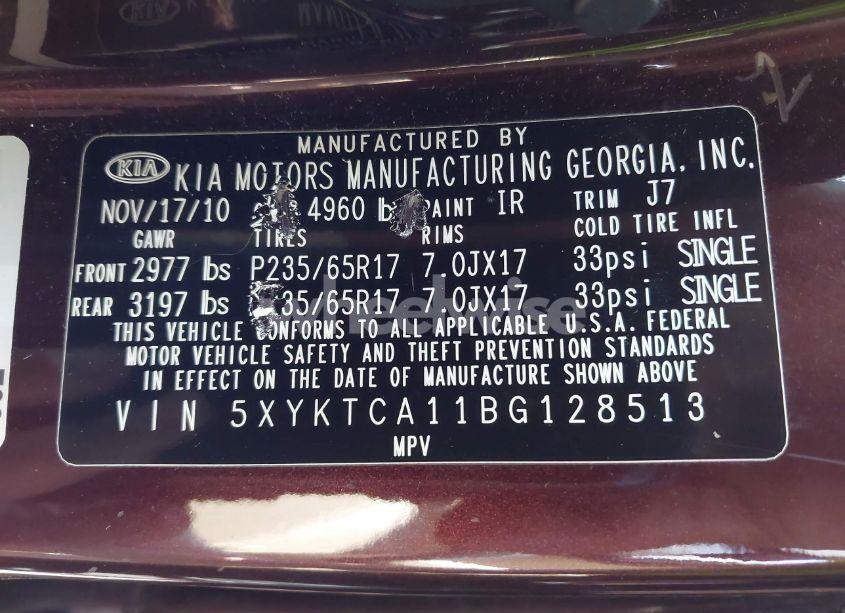 MANUFACTURED BY
KIA KIA MOTORS MANUFACTURING GEORGIA, INC.
NOV/17/10 4960 PAINT IR TRIM J7
GAWR TIRES RIMS COLD TIRE INFL
FRONT 2977 lbs P235/65R17 7.0JX17 33psi SINGLE
REAR 3197 lbs 35/65R17 7.0JX17 33psi SINGLE
THIS VEHICLE CONFORMS TO ALL APPLICABLE U.S.A. FEDERAL
MOTOR VEHICLE SAFETY AND THEFT PREVENTION STANDARDS
IN EFFECT ON THE DATE OF MANUFACTURE SHOWN ABOVE
VIN 5XYKTCA11BG128513
MPV